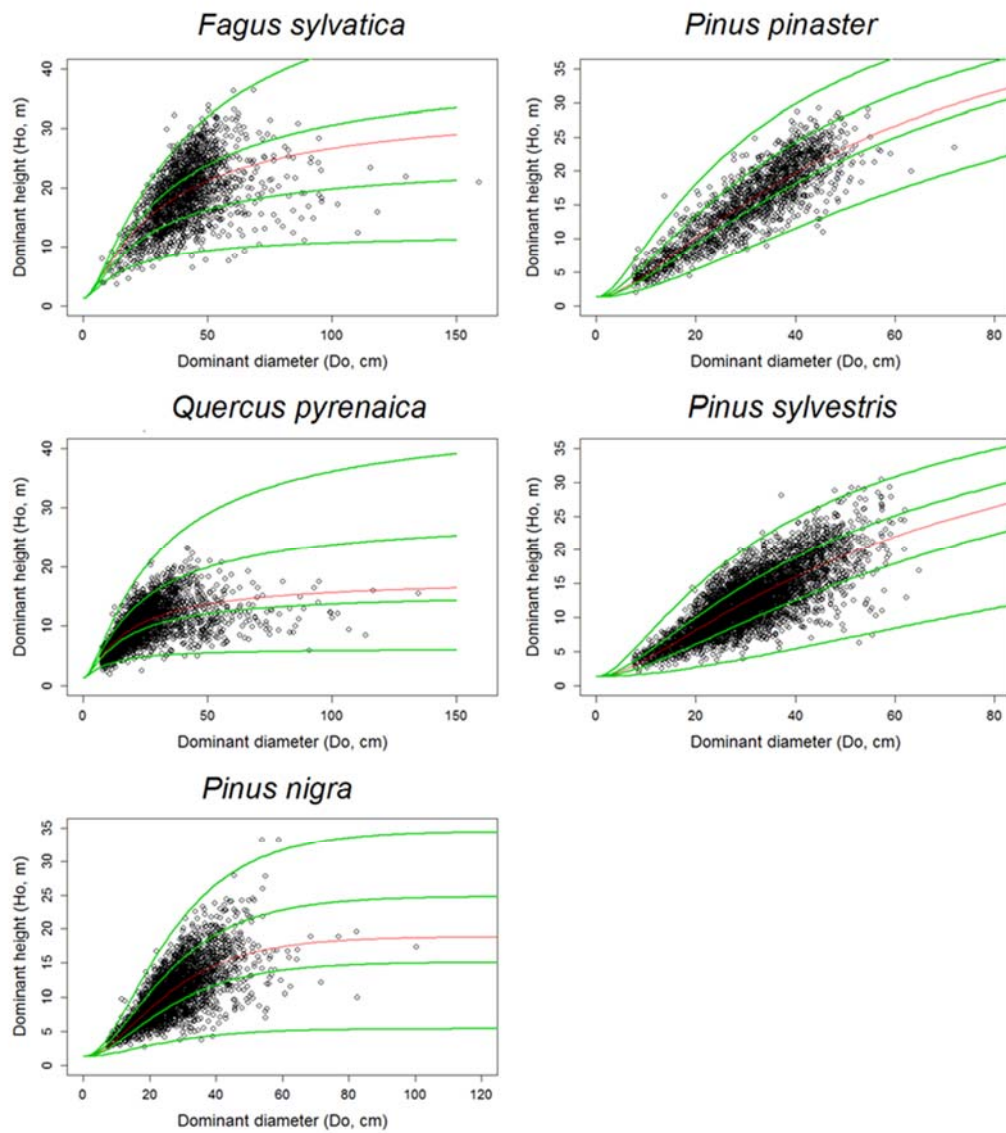 Fagus sylvatica
Dominant height (Ho, m)
0 10 20 30 40
0 50 100 150
Dominant diameter (Do, cm)
Pinus pinaster
Dominant height (Ho, m)
0 5 10 15 20 25 30 35
0 20 40 60 80
Dominant diameter (Do, cm)
Quercus pyrenaica
Dominant height (Ho, m)
0 10 20 30 40
0 50 100 150
Dominant diameter (Do, cm)
Pinus sylvestris
Dominant height (Ho, m)
0 5 10 15 20 25 30 35
0 20 40 60 80
Dominant diameter (Do, cm)
Pinus nigra
Dominant height (Ho, m)
0 5 10 15 20 25 30 35
0 20 40 60 80 100 120
Dominant diameter (Do, cm)